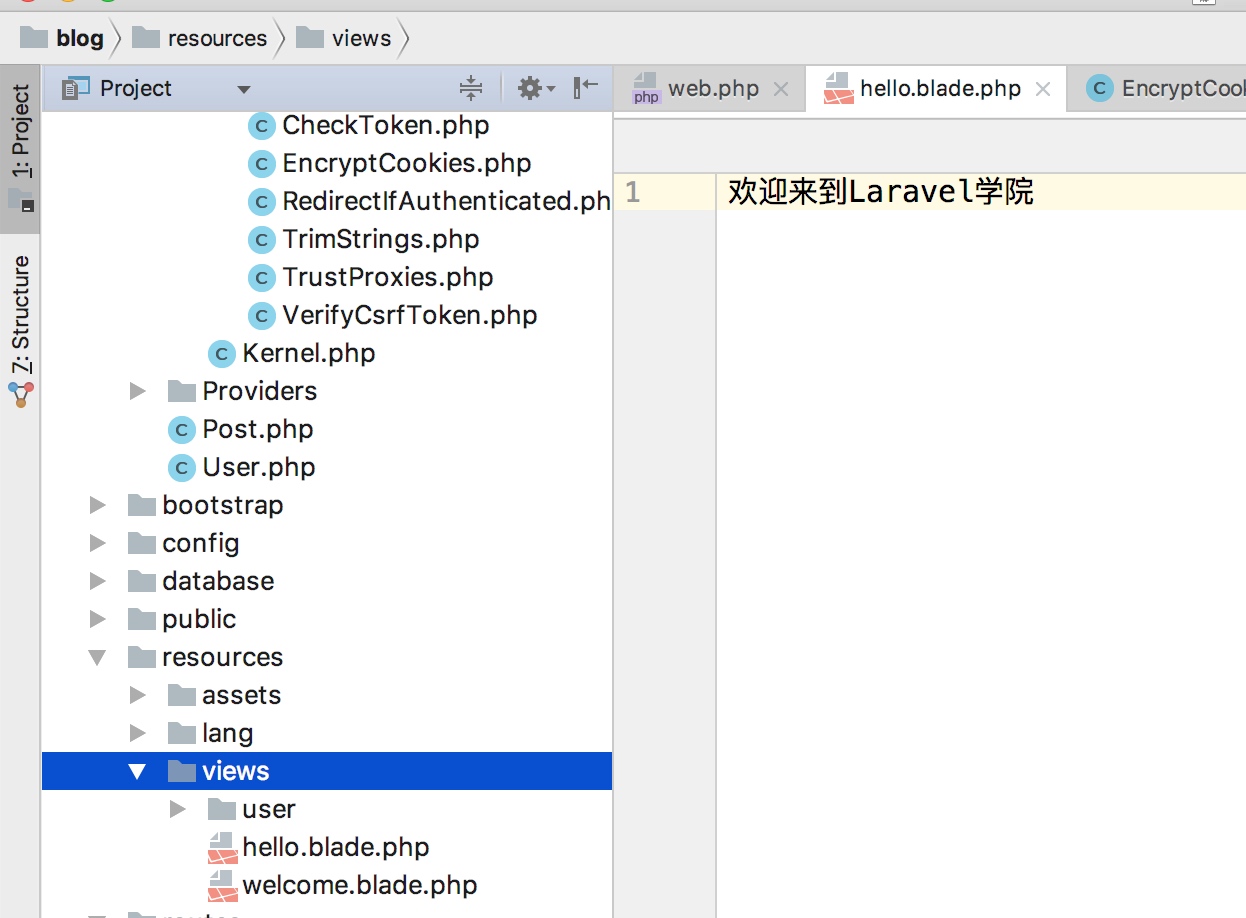 blog resources views
1: Project
7: Structure
Project
web.php hello.blade.php EncryptCook
CheckToken.php
EncryptCookies.php
RedirectIfAuthenticated.ph
TrimStrings.php
TrustProxies.php
VerifyCsrfToken.php
Kernel.php
Providers
Post.php
User.php
bootstrap
config
database
public
resources
assets
lang
views
user
hello.blade.php
welcome.blade.php
1 欢迎来到Laravel学院